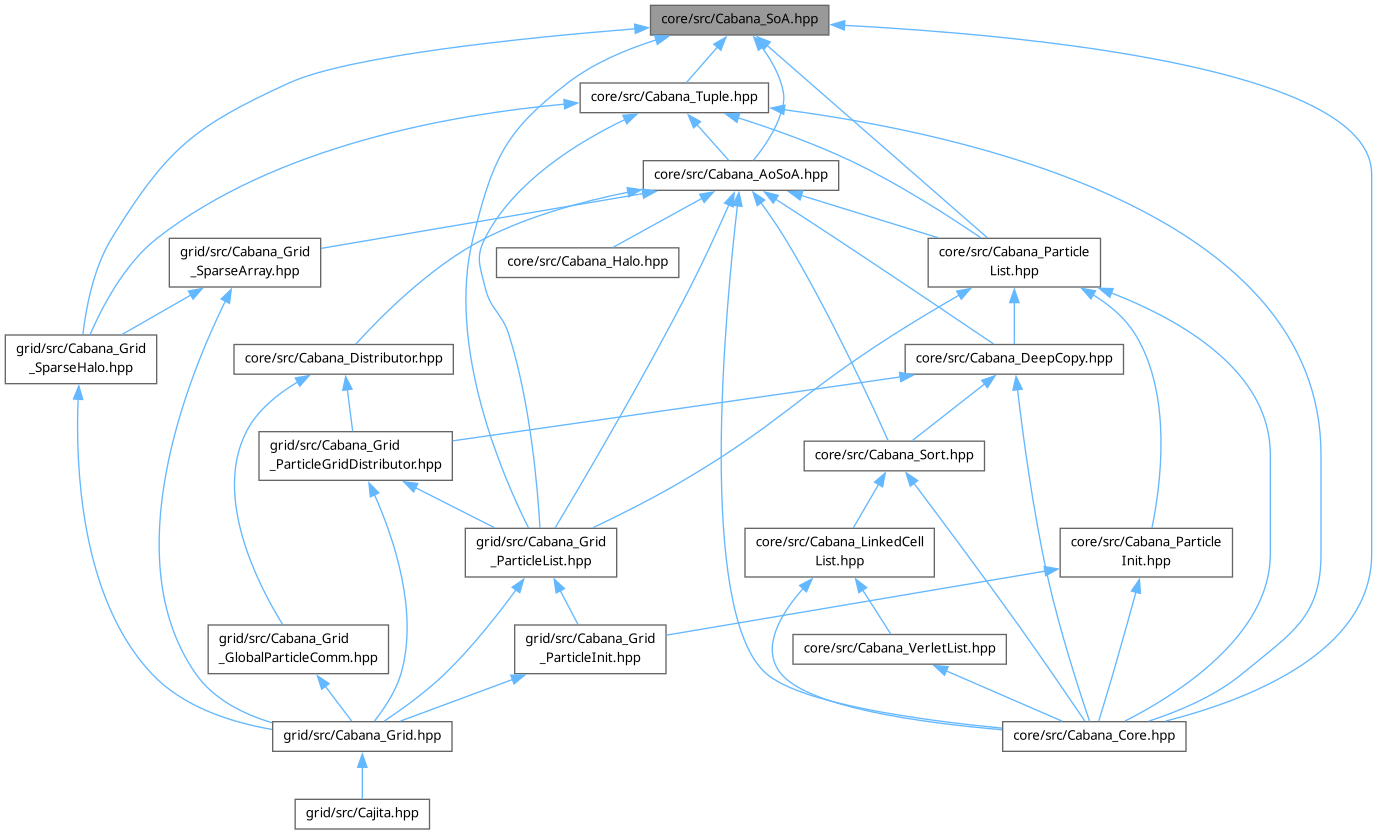 core/src/Cabana_SoA.hpp
core/src/Cabana_Tuple.hpp
core/src/Cabana_AoSoA.hpp
grid/src/Cabana_Grid
_SparseArray.hpp
core/src/Cabana_Halo.hpp
core/src/Cabana_Particle
List.hpp
grid/src/Cabana_Grid
_SparseHalo.hpp
core/src/Cabana_Distributor.hpp
core/src/Cabana_DeepCopy.hpp
grid/src/Cabana_Grid
_ParticleGridDistributor.hpp
core/src/Cabana_Sort.hpp
grid/src/Cabana_Grid
_ParticleList.hpp
core/src/Cabana_LinkedCell
List.hpp
core/src/Cabana_Particle
Init.hpp
grid/src/Cabana_Grid
_GlobalParticleComm.hpp
grid/src/Cabana_Grid
_ParticleInit.hpp
core/src/Cabana_VerletList.hpp
grid/src/Cabana_Grid.hpp
core/src/Cabana_Core.hpp
grid/src/Cajita.hpp